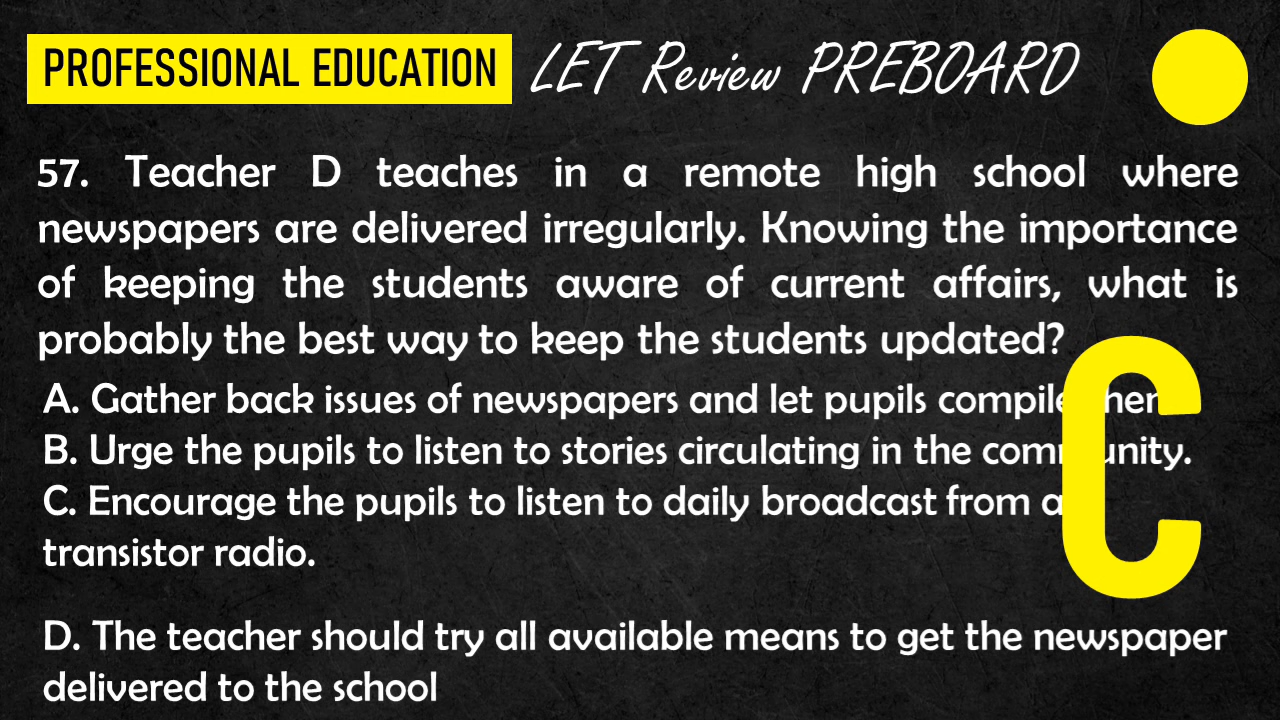 PROFESSIONAL EDUCATION LET Review PREBOARD
57. Teacher D teaches in a remote high school where
newspapers are delivered irregularly. Knowing the importance
of keeping the students aware of current affairs, what is
probably the best way to keep the students updated?
A. Gather back issues of newspapers and let pupils compile
B. Urge the pupils to listen to stories circulating in the community.
C. Encourage the pupils to listen to daily broadcast from a
transistor radio.
C
D. The teacher should try all available means to get the newspaper
delivered to the school